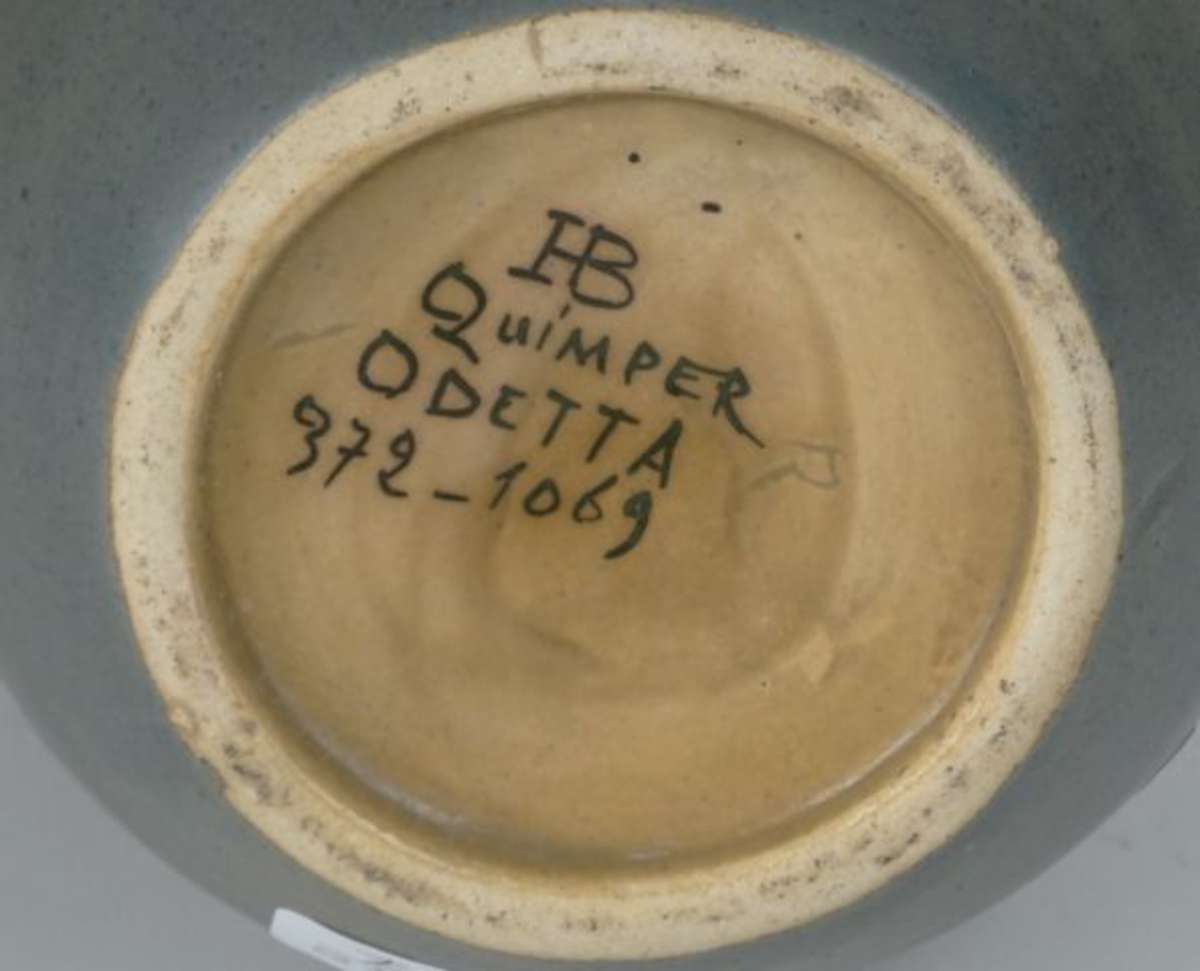 HB
Quimper
ODETTA
372-1069